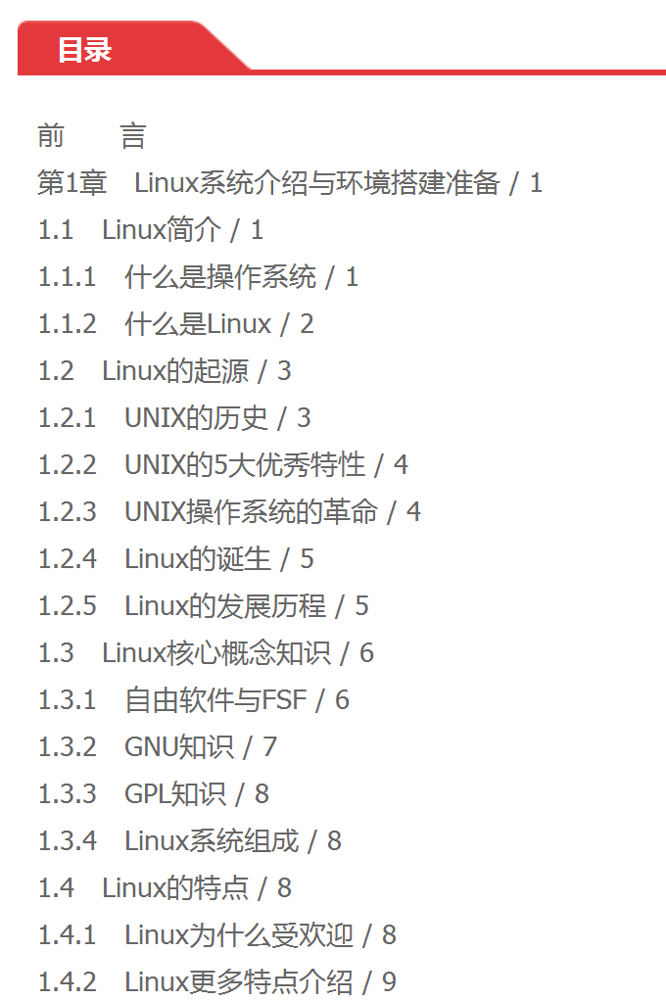 目录
前　　言
第1章　Linux系统介绍与环境搭建准备 / 1
1.1　Linux简介 / 1
1.1.1　什么是操作系统 / 1
1.1.2　什么是Linux / 2
1.2　Linux的起源 / 3
1.2.1　UNIX的历史 / 3
1.2.2　UNIX的5大优秀特性 / 4
1.2.3　UNIX操作系统的革命 / 4
1.2.4　Linux的诞生 / 5
1.2.5　Linux的发展历程 / 5
1.3　Linux核心概念知识 / 6
1.3.1　自由软件与FSF / 6
1.3.2　GNU知识 / 7
1.3.3　GPL知识 / 8
1.3.4　Linux系统组成 / 8
1.4　Linux的特点 / 8
1.4.1　Linux为什么受欢迎 / 8
1.4.2　Linux更多特点介绍 / 9